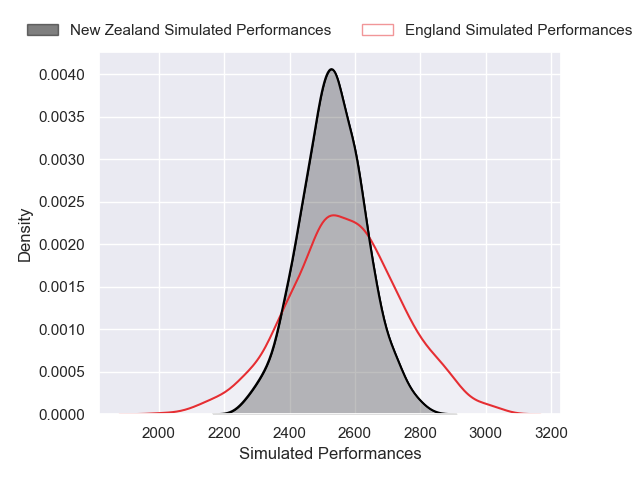 New Zealand Simulated Performances England Simulated Performances
0.0040
0.0035
0.0030
0.0025
0.0020
0.0015
0.0010
0.0005
0.0000
Density
2000 2200 2400 2600 2800 3000 3200
Simulated Performances